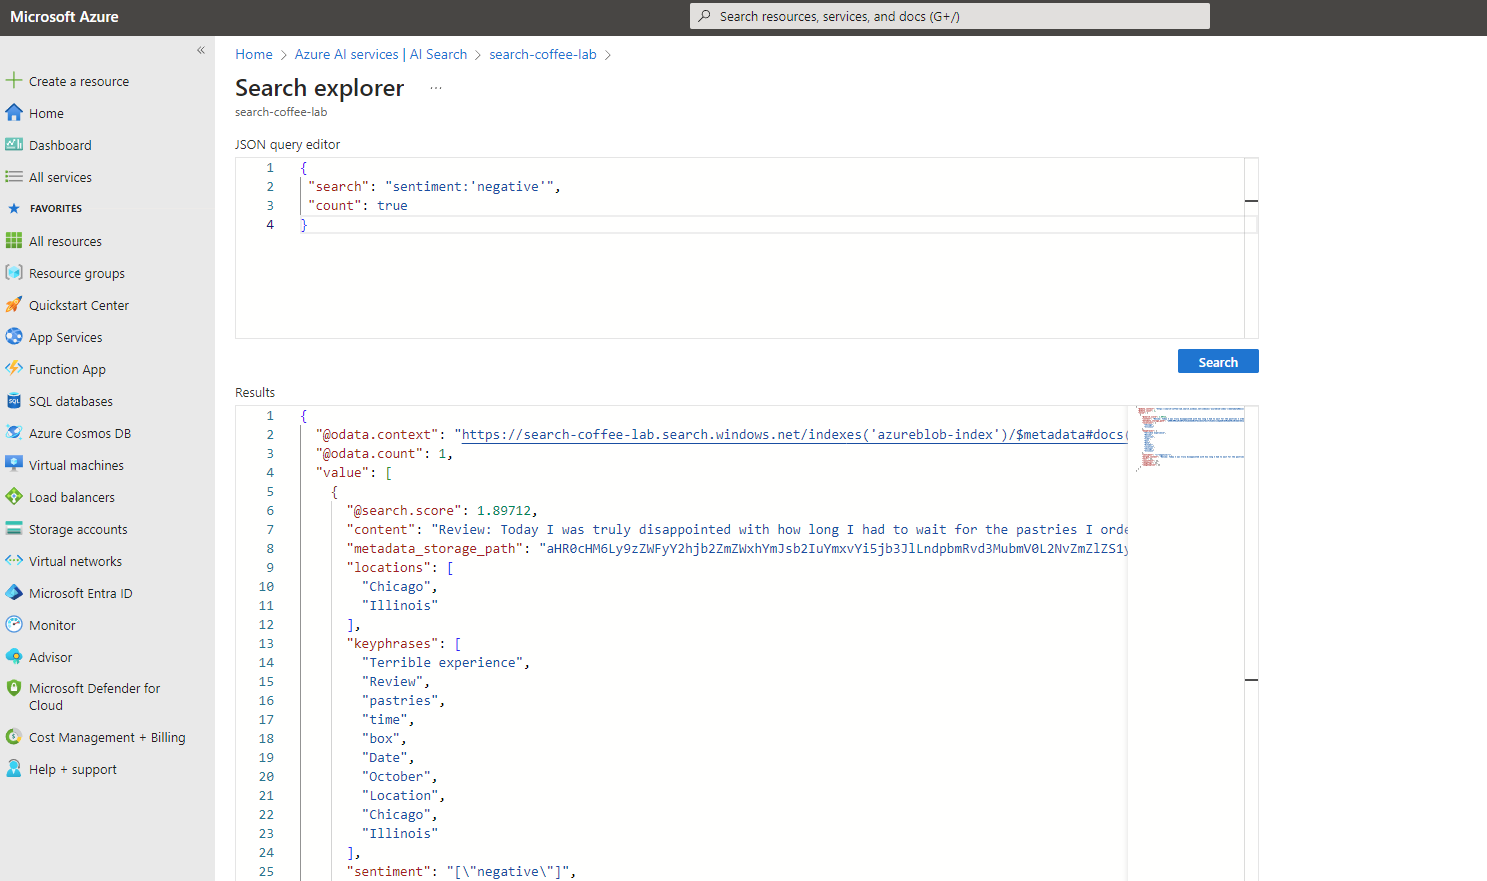 Microsoft Azure
Search resources, services, and docs (G+/)
«
Create a resource
Home
Dashboard
All services
FAVORITES
All resources
Resource groups
Quickstart Center
App Services
Function App
SQL databases
Azure Cosmos DB
Virtual machines
Load balancers
Storage accounts
Virtual networks
Microsoft Entra ID
Monitor
Advisor
Microsoft Defender for
Cloud
Cost Management + Billing
Help + support
Home > Azure AI services | AI Search > search-coffee-lab >
Search explorer ...
search-coffee-lab
JSON query editor
1 {
2 "search": "sentiment:'negative'",
3 "count": true
4 }
Search
Results
1 {
2 "@odata.context": "https://search-coffee-lab.search.windows.net/indexes('azureblob-index')/$metadata#docs(
3 "@odata.count": 1,
4 "value": [
5 {
6 "@search.score": 1.89712,
7 "content": "Review: Today I was truly disappointed with how long I had to wait for the pastries I orde
8 "metadata_storage_path": "aHR0cHM6Ly9zZWFyY2hjb2ZmZWxhYmJsb2IuYmxvYi5jb3JlLndpbmRvd3MubmV0L2NvZmZlZS1y
9 "locations": [
10 "Chicago",
11 "Illinois"
12 ],
13 "keyphrases": [
14 "Terrible experience",
15 "Review",
16 "pastries",
17 "time",
18 "box",
19 "Date",
20 "October",
21 "Location",
22 "Chicago",
23 "Illinois"
24 ],
25 "sentiment": "[\"negative\"]",